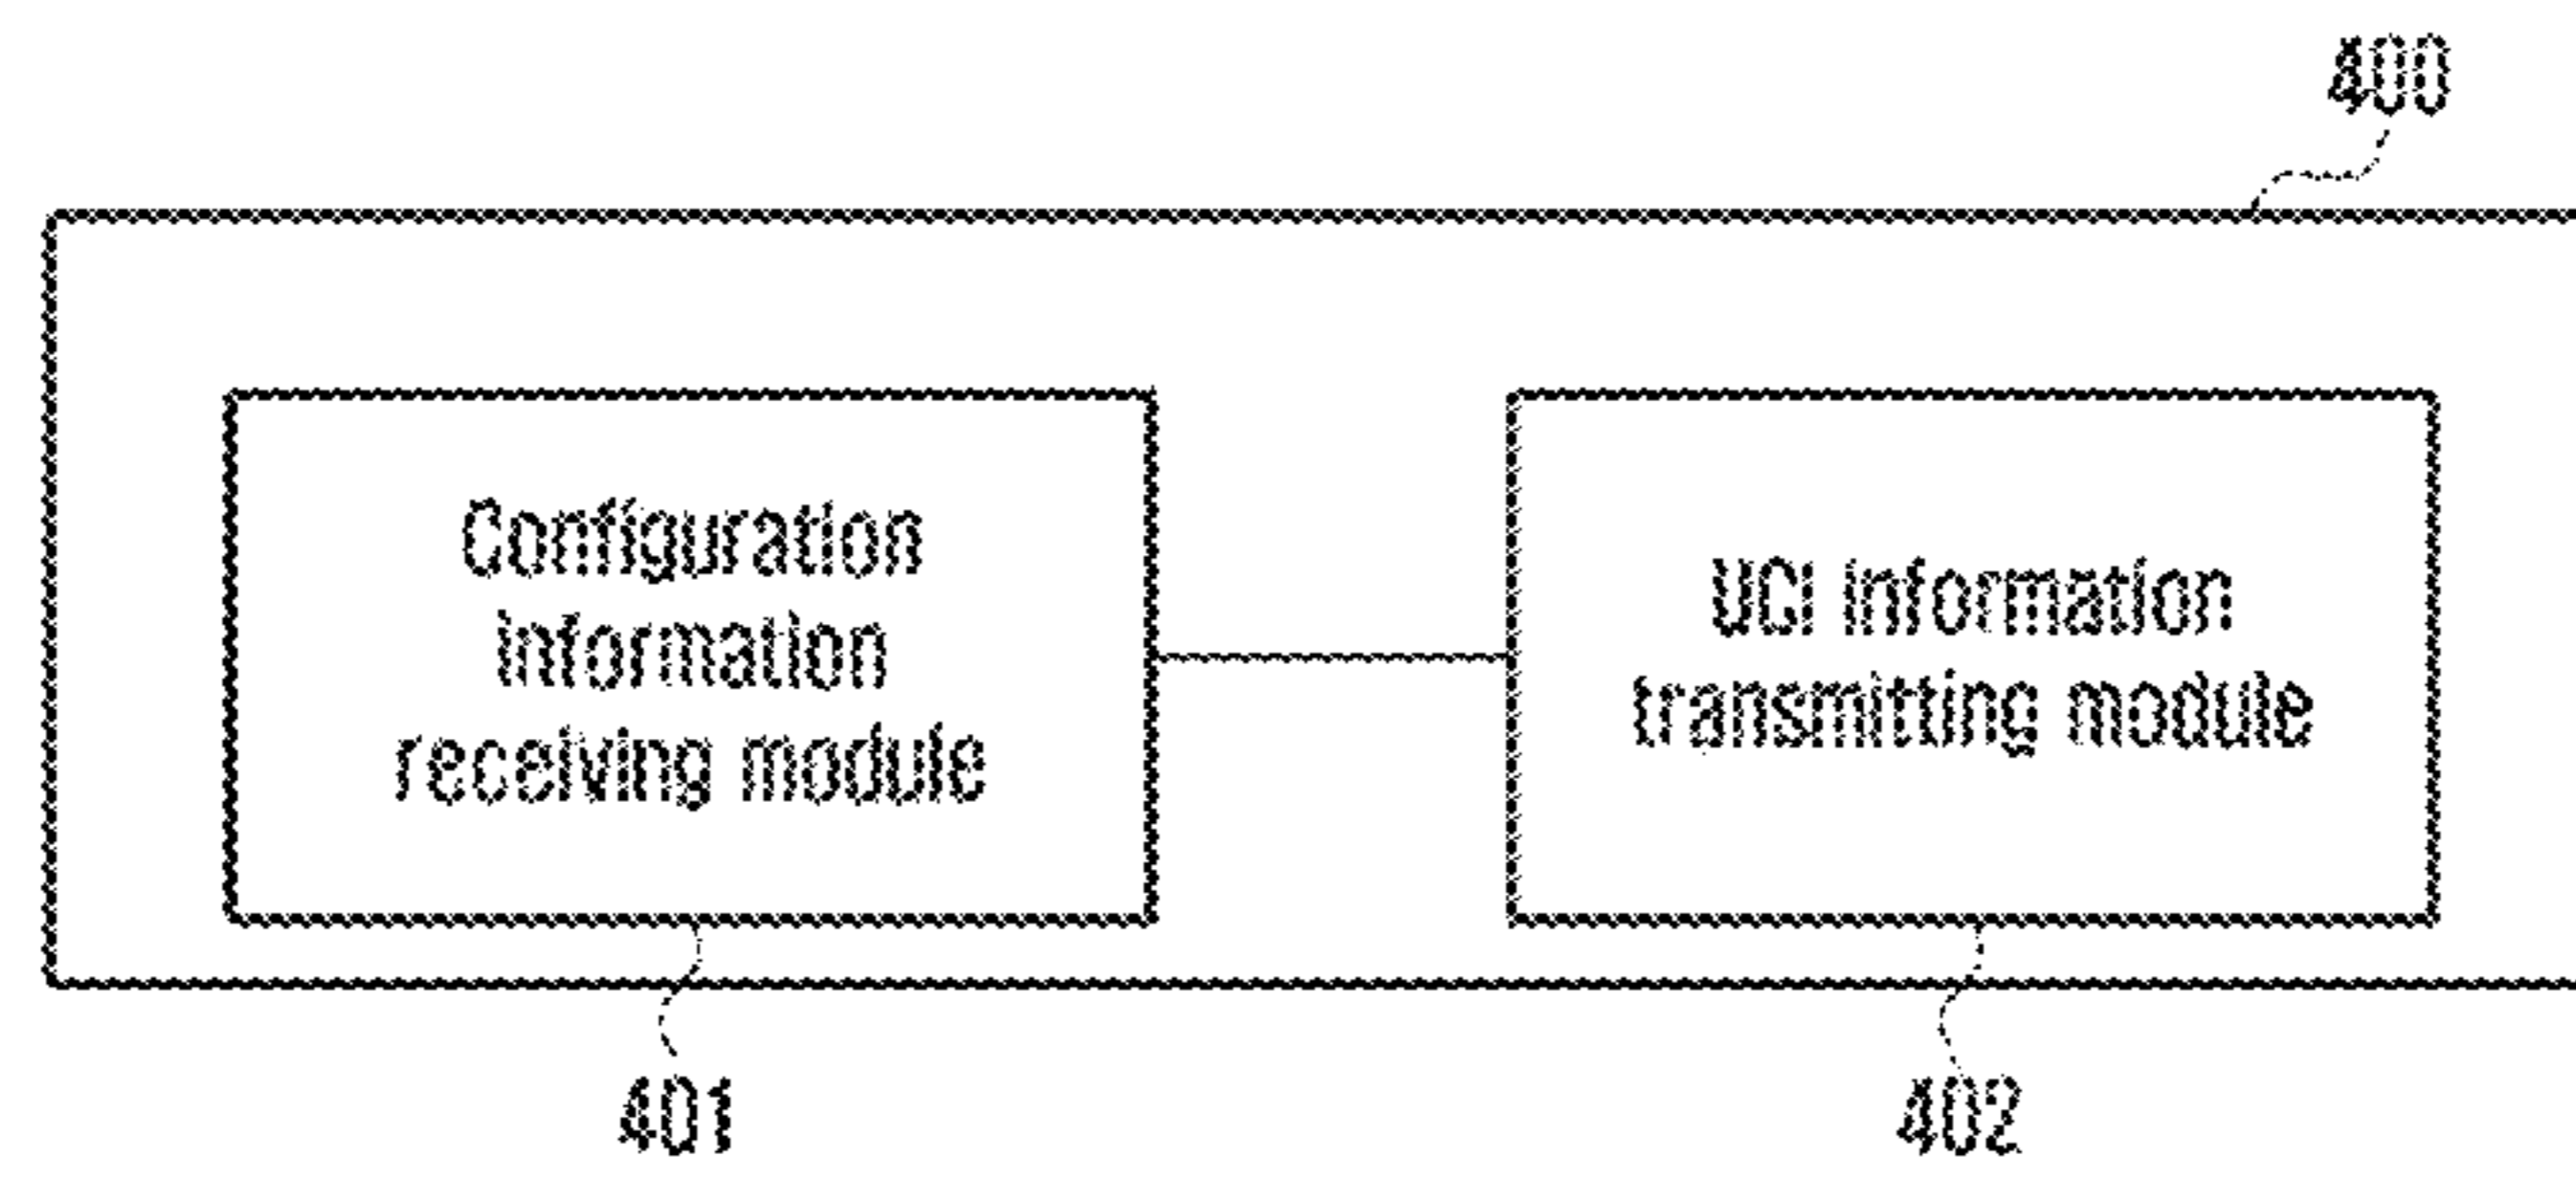 400
Configuration
information
receiving module
UCI information
transmitting module
401
402